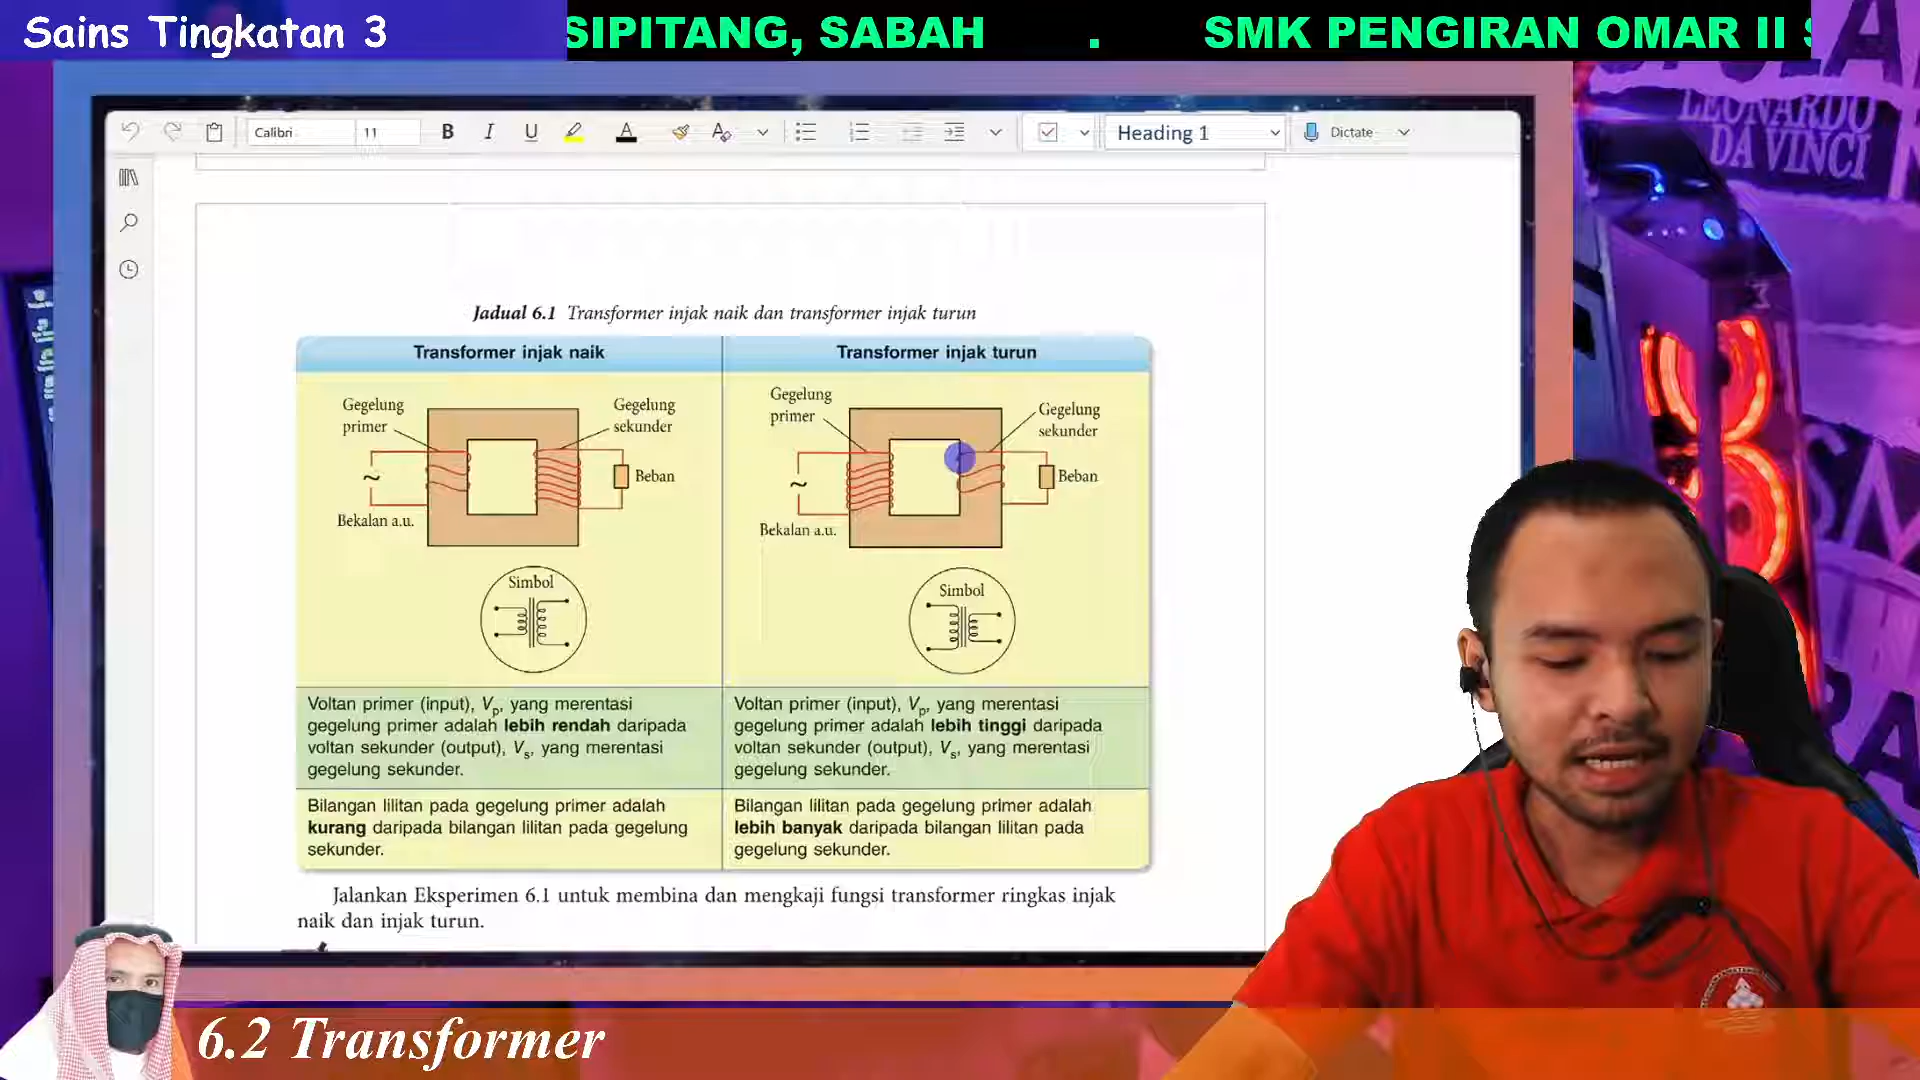 Sains Tingkatan 3
SIPITANG, SABAH . SMK PENGIRAN OMAR II
LEONARDO
DA VINCI
Calibri 11 B I U A Heading 1 Dictate
Jadual 6.1 Transformer injak naik dan transformer injak turun
Transformer injak naik
Gegelung
primer
Gegelung
sekunder
~
Beban
Bekalan a.u.
Simbol
Voltan primer (input), Vp, yang merentasi
gegelung primer adalah lebih rendah daripada
voltan sekunder (output), Vs, yang merentasi
gegelung sekunder.
Bilangan lilitan pada gegelung primer adalah
kurang daripada bilangan lilitan pada gegelung
sekunder.
Transformer injak turun
Gegelung
primer
Gegelung
sekunder
~
Beban
Bekalan a.u.
Simbol
Voltan primer (input), Vp, yang merentasi
gegelung primer adalah lebih tinggi daripada
voltan sekunder (output), Vs, yang merentasi
gegelung sekunder.
Bilangan lilitan pada gegelung primer adalah
lebih banyak daripada bilangan lilitan pada
gegelung sekunder.
Jalankan Eksperimen 6.1 untuk membina dan mengkaji fungsi transformer ringkas injak
naik dan injak turun.
6.2 Transformer